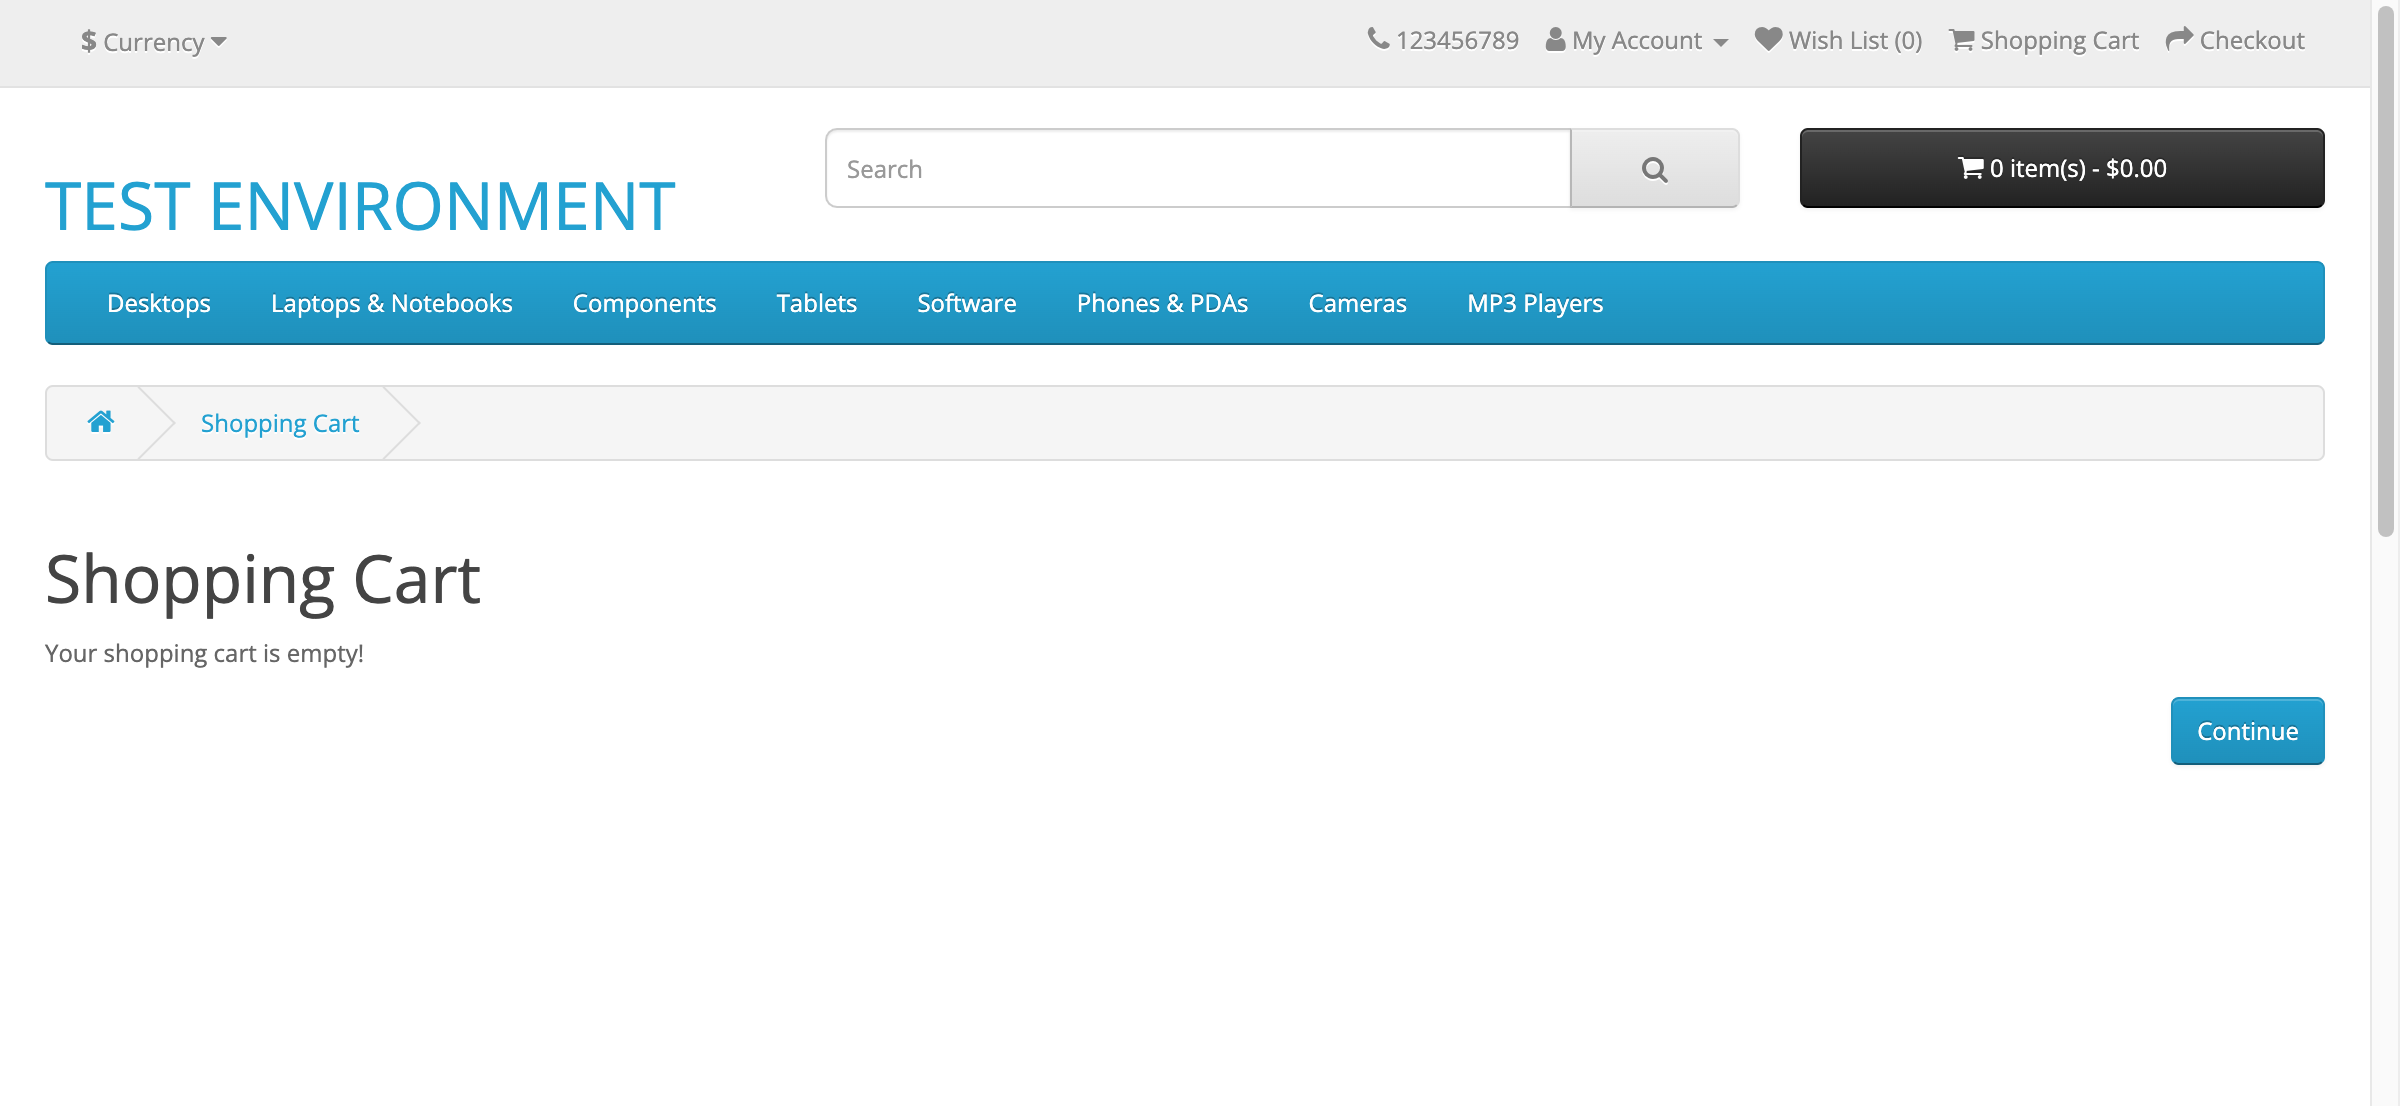 $ Currency
123456789 My Account Wish List (0) Shopping Cart Checkout
TEST ENVIRONMENT
Search
0 item(s) - $0.00
Desktops Laptops & Notebooks Components Tablets Software Phones & PDAs Cameras MP3 Players
Shopping Cart
Shopping Cart
Your shopping cart is empty!
Continue